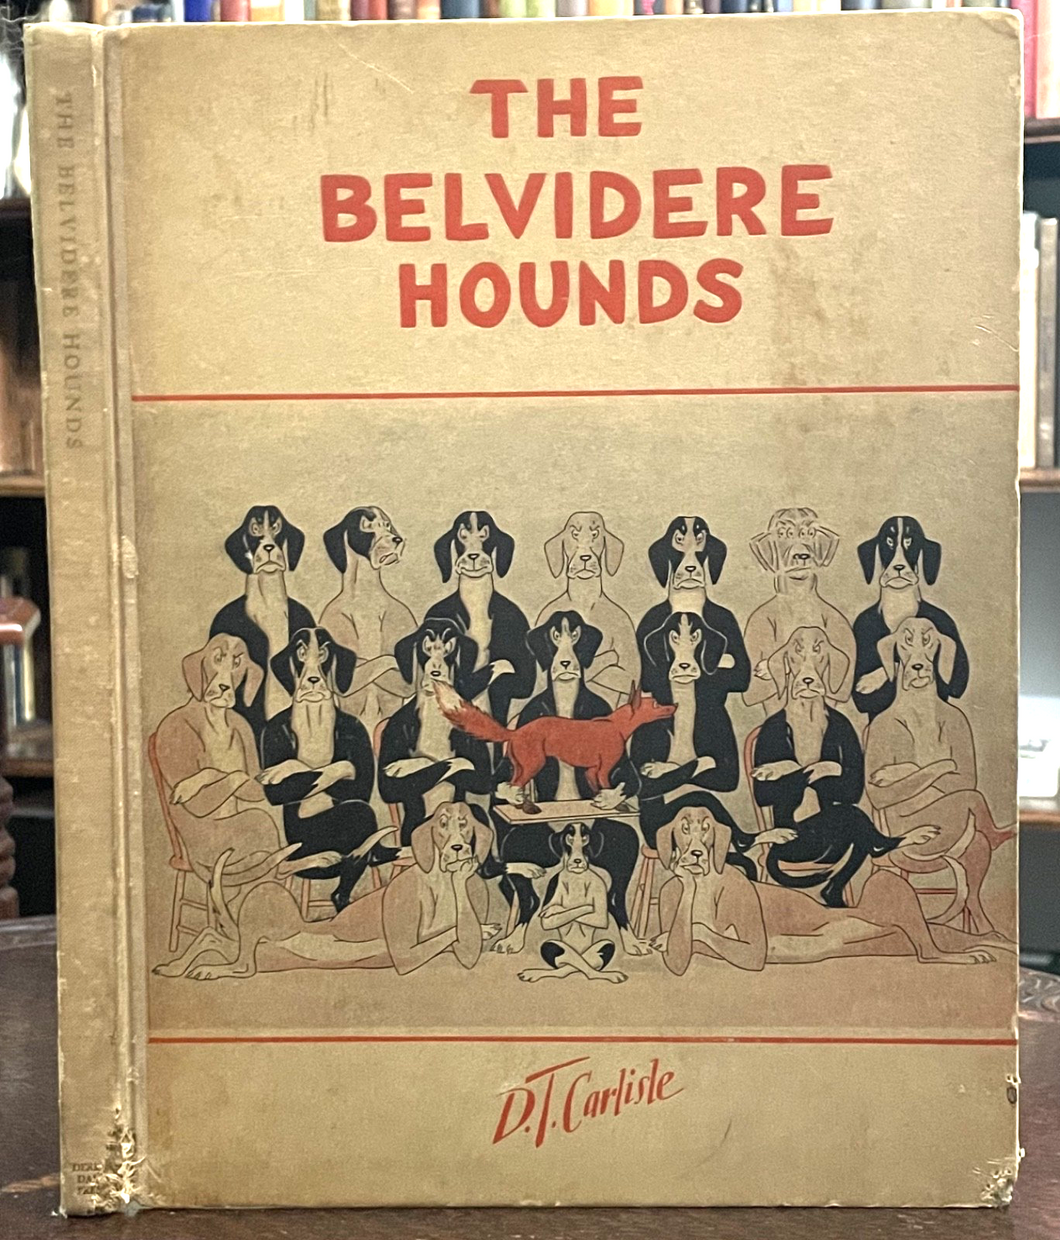 THE
BELVIDERE
HOUNDS
D.T. Carlisle
THE BELVIDERE HOUNDS